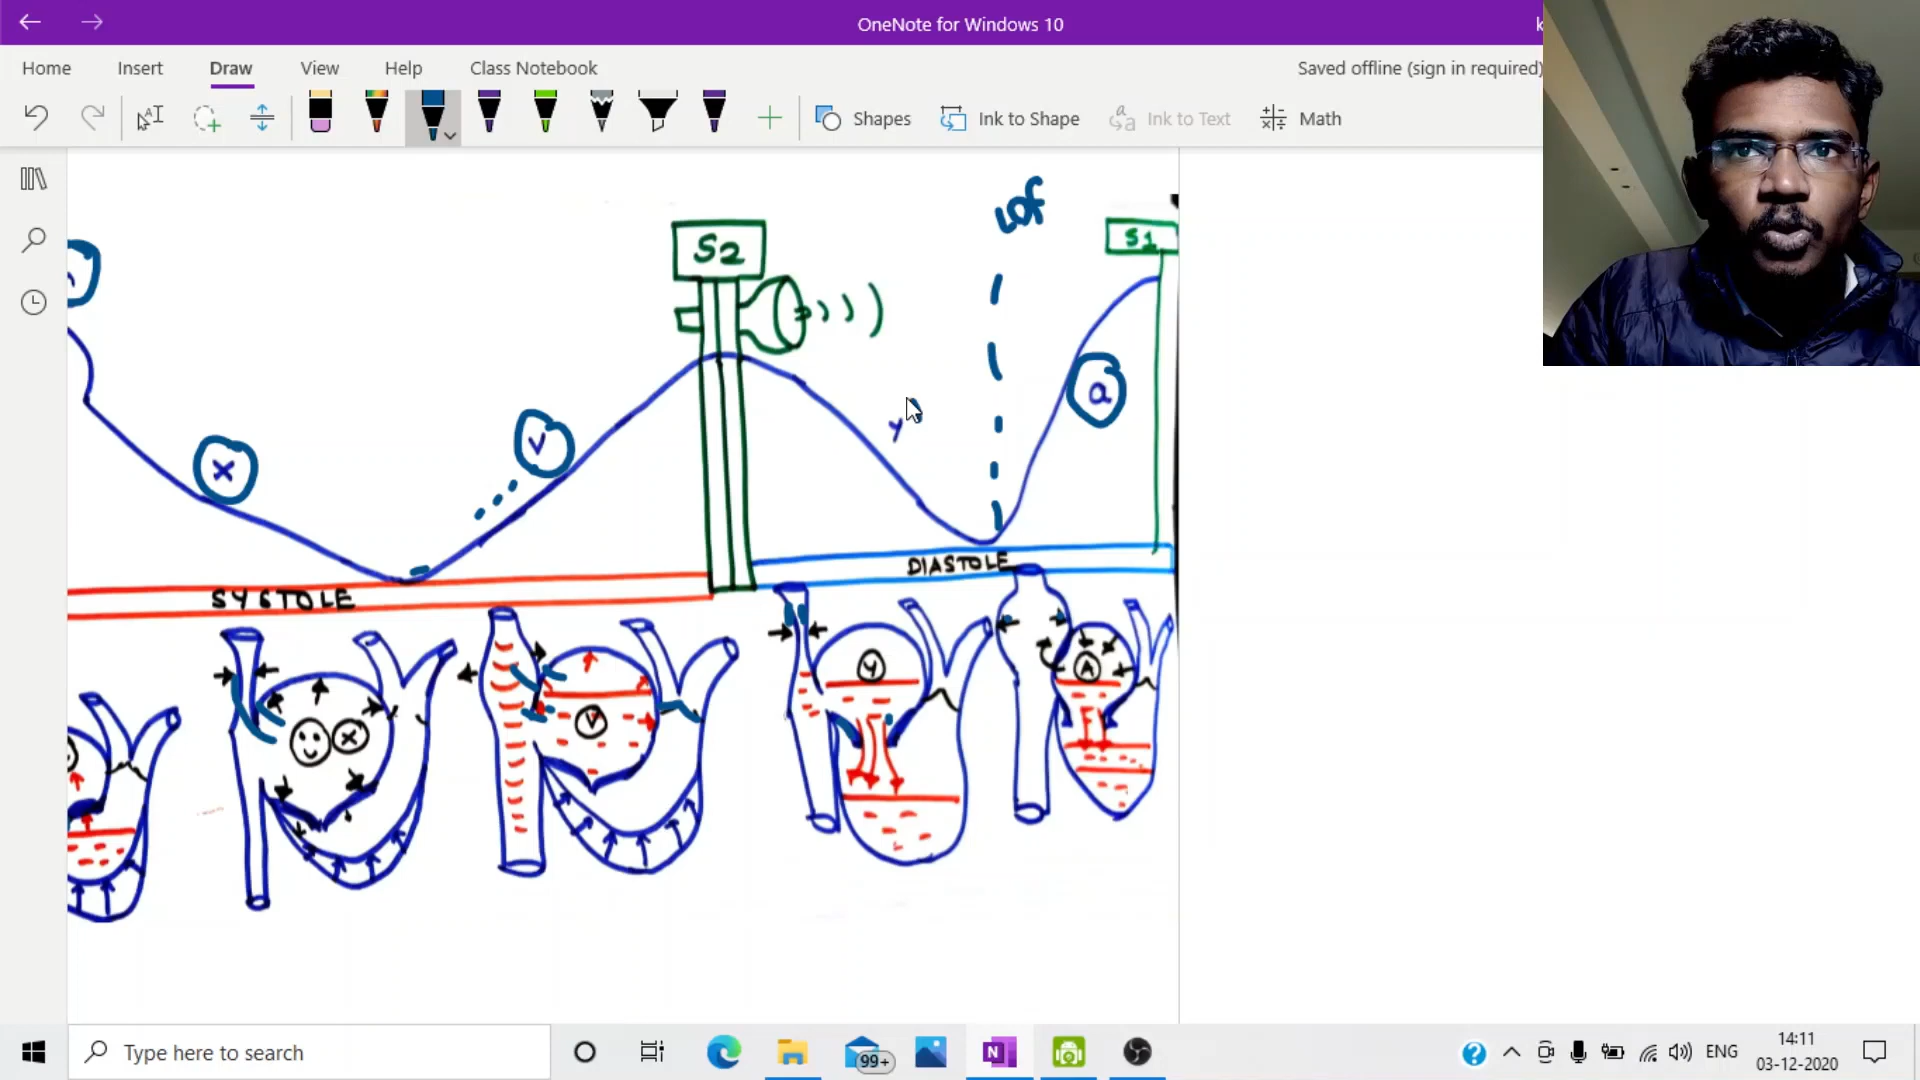 OneNote for Windows 10
k
Home Insert Draw View Help Class Notebook
Saved offline (sign in required)
Shapes Ink to Shape Ink to Text Math
S2
S1
a
x
v
y
SYSTOLE
DIASTOLE
X
V
Y
A
Type here to search
99+
ENG
14:11
03-12-2020